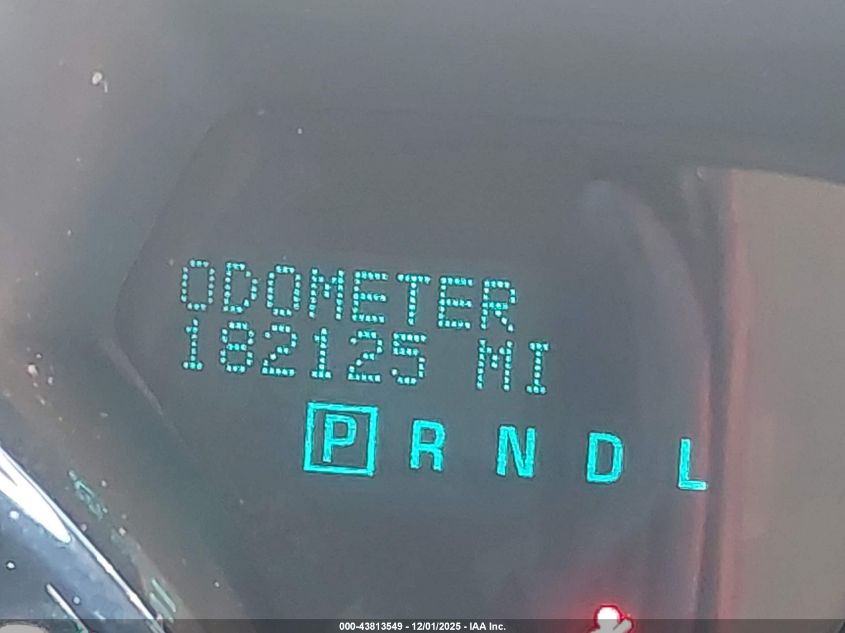 ODOMETER
182125 MI
P R N D L
000-43813549 - 12/01/2025 - IAA Inc.